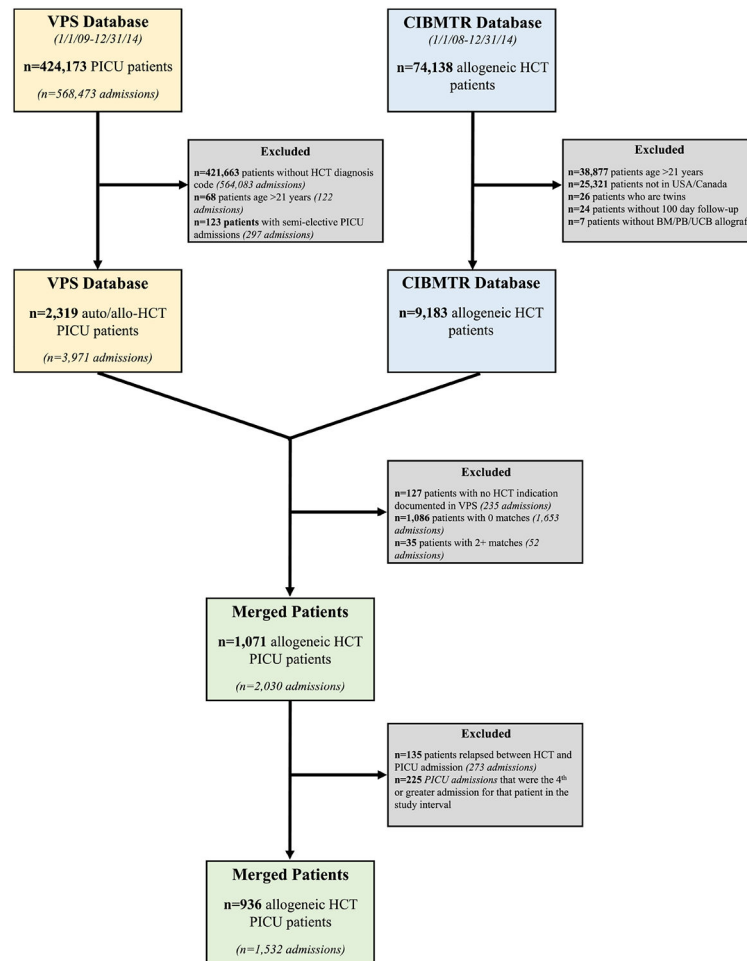 VPS Database
(1/1/09-12/31/14)
n=424,173 PICU patients
(n=568,473 admissions)
CIBMTR Database
(1/1/08-12/31/14)
n=74,138 allogeneic HCT
patients
Excluded
n=421,663 patients without HCT diagnosis
code (564,083 admissions)
n=68 patients age >21 years (122
admissions)
n=123 patients with semi-elective PICU
admissions (297 admissions)
Excluded
n=38,877 patients age >21 years
n=25,321 patients not in USA/Canada
n=26 patients who are twins
n=24 patients without 100 day follow-up
n=7 patients without BM/PB/UCB allograf
VPS Database
n=2,319 auto/allo-HCT
PICU patients
(n=3,971 admissions)
CIBMTR Database
n=9,183 allogeneic HCT
patients
Excluded
n=127 patients with no HCT indication
documented in VPS (235 admissions)
n=1,086 patients with 0 matches (1,653
admissions)
n=35 patients with 2+ matches (52
admissions)
Merged Patients
n=1,071 allogeneic HCT
PICU patients
(n=2,030 admissions)
Excluded
n=135 patients relapsed between HCT and
PICU admission (273 admissions)
n=225 PICU admissions that were the 4th
or greater admission for that patient in the
study interval
Merged Patients
n=936 allogeneic HCT
PICU patients
(n=1,532 admissions)